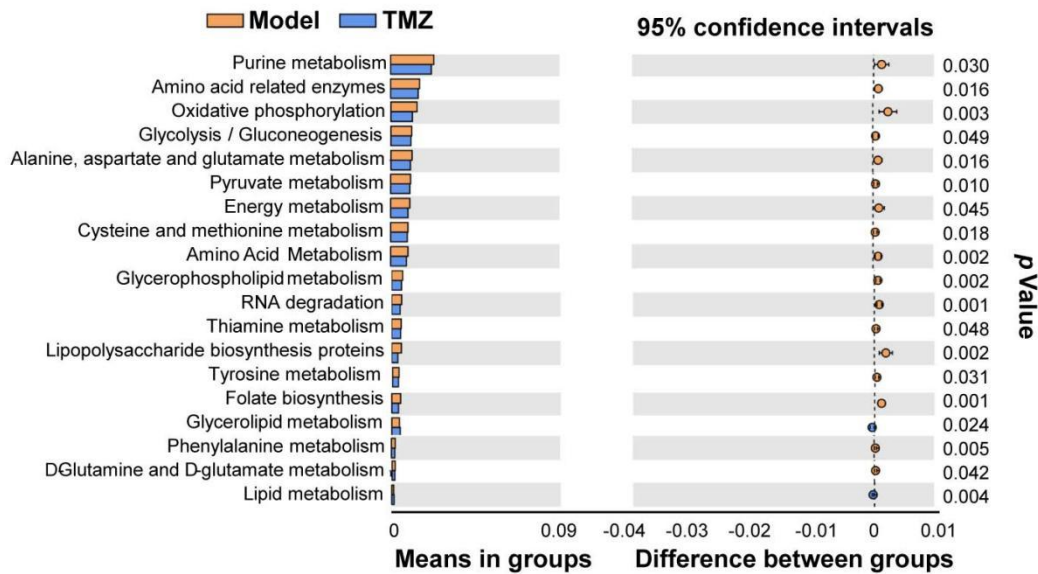 Model TMZ 95% confidence intervals
Purine metabolism 0.030
Amino acid related enzymes 0.016
Oxidative phosphorylation 0.003
Glycolysis / Gluconeogenesis 0.049
Alanine, aspartate and glutamate metabolism 0.016
Pyruvate metabolism 0.010
Energy metabolism 0.045
Cysteine and methionine metabolism 0.018
Amino Acid Metabolism 0.002
Glycerophospholipid metabolism 0.002
RNA degradation 0.001
Thiamine metabolism 0.048
Lipopolysaccharide biosynthesis proteins 0.002
Tyrosine metabolism 0.031
Folate biosynthesis 0.001
Glycerolipid metabolism 0.024
Phenylalanine metabolism 0.005
D-Glutamine and D-glutamate metabolism 0.042
Lipid metabolism 0.004
p Value
0 0.09 -0.04 -0.03 -0.02 -0.01 0 0.01
Means in groups Difference between groups